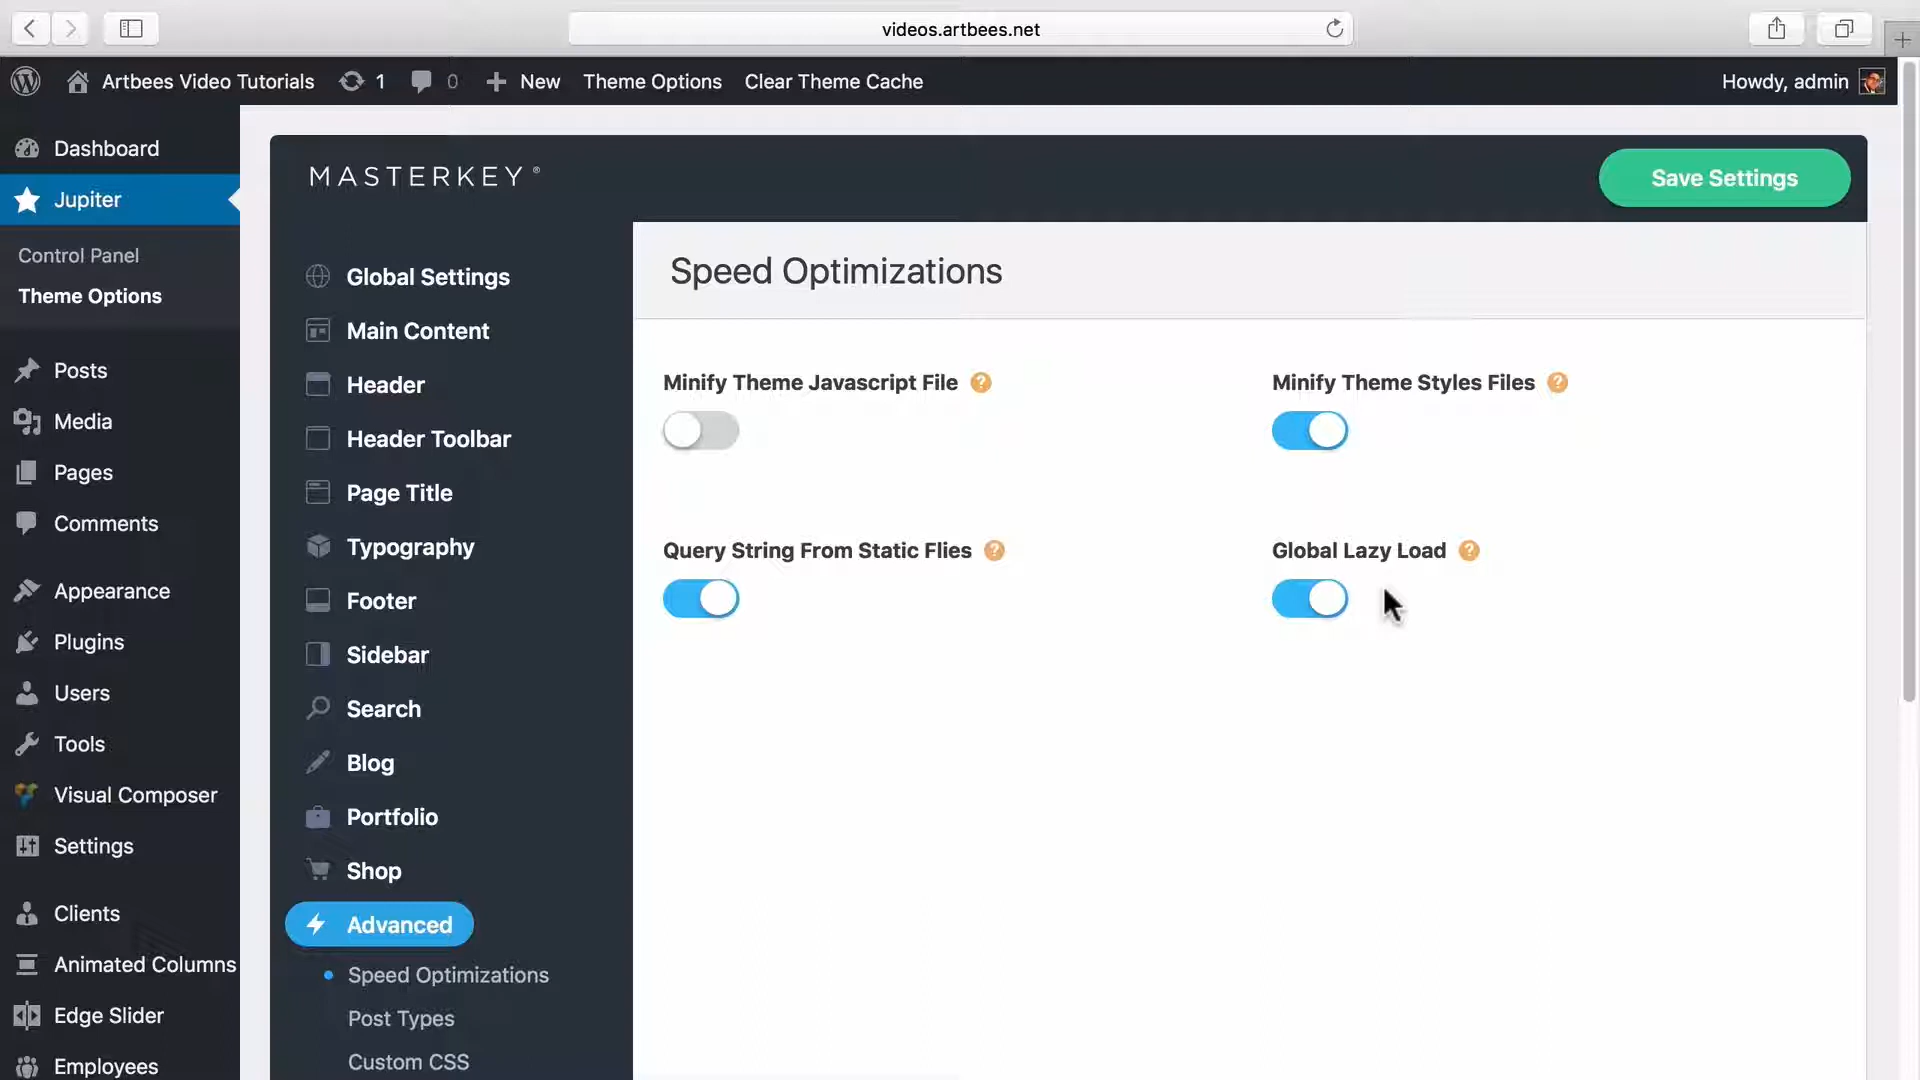 videos.artbees.net
Artbees Video Tutorials 1 0 New Theme Options Clear Theme Cache Howdy, admin
Dashboard
Jupiter
Control Panel
Theme Options
Posts
Media
Pages
Comments
Appearance
Plugins
Users
Tools
Visual Composer
Settings
Clients
Animated Columns
Edge Slider
Employees
MASTERKEY®
Save Settings
Global Settings
Main Content
Header
Header Toolbar
Page Title
Typography
Footer
Sidebar
Search
Blog
Portfolio
Shop
Advanced
Speed Optimizations
Post Types
Custom CSS
Speed Optimizations
Minify Theme Javascript File ?
Minify Theme Styles Files ?
Query String From Static Flies ?
Global Lazy Load ?